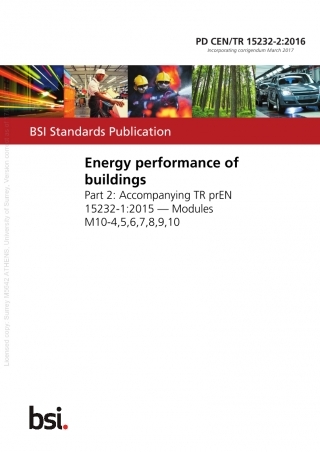 PD CEN/TR 15232-2:2016
Incorporating corrigendum March 2017
BSI Standards Publication
Energy performance of
buildings
Part 2: Accompanying TR prEN
15232-1:2015 — Modules
M10-4,5,6,7,8,9,10
bsi.
Licensed copy: Surrey M5042 ATHENS, University of Surrey, Version correct as of